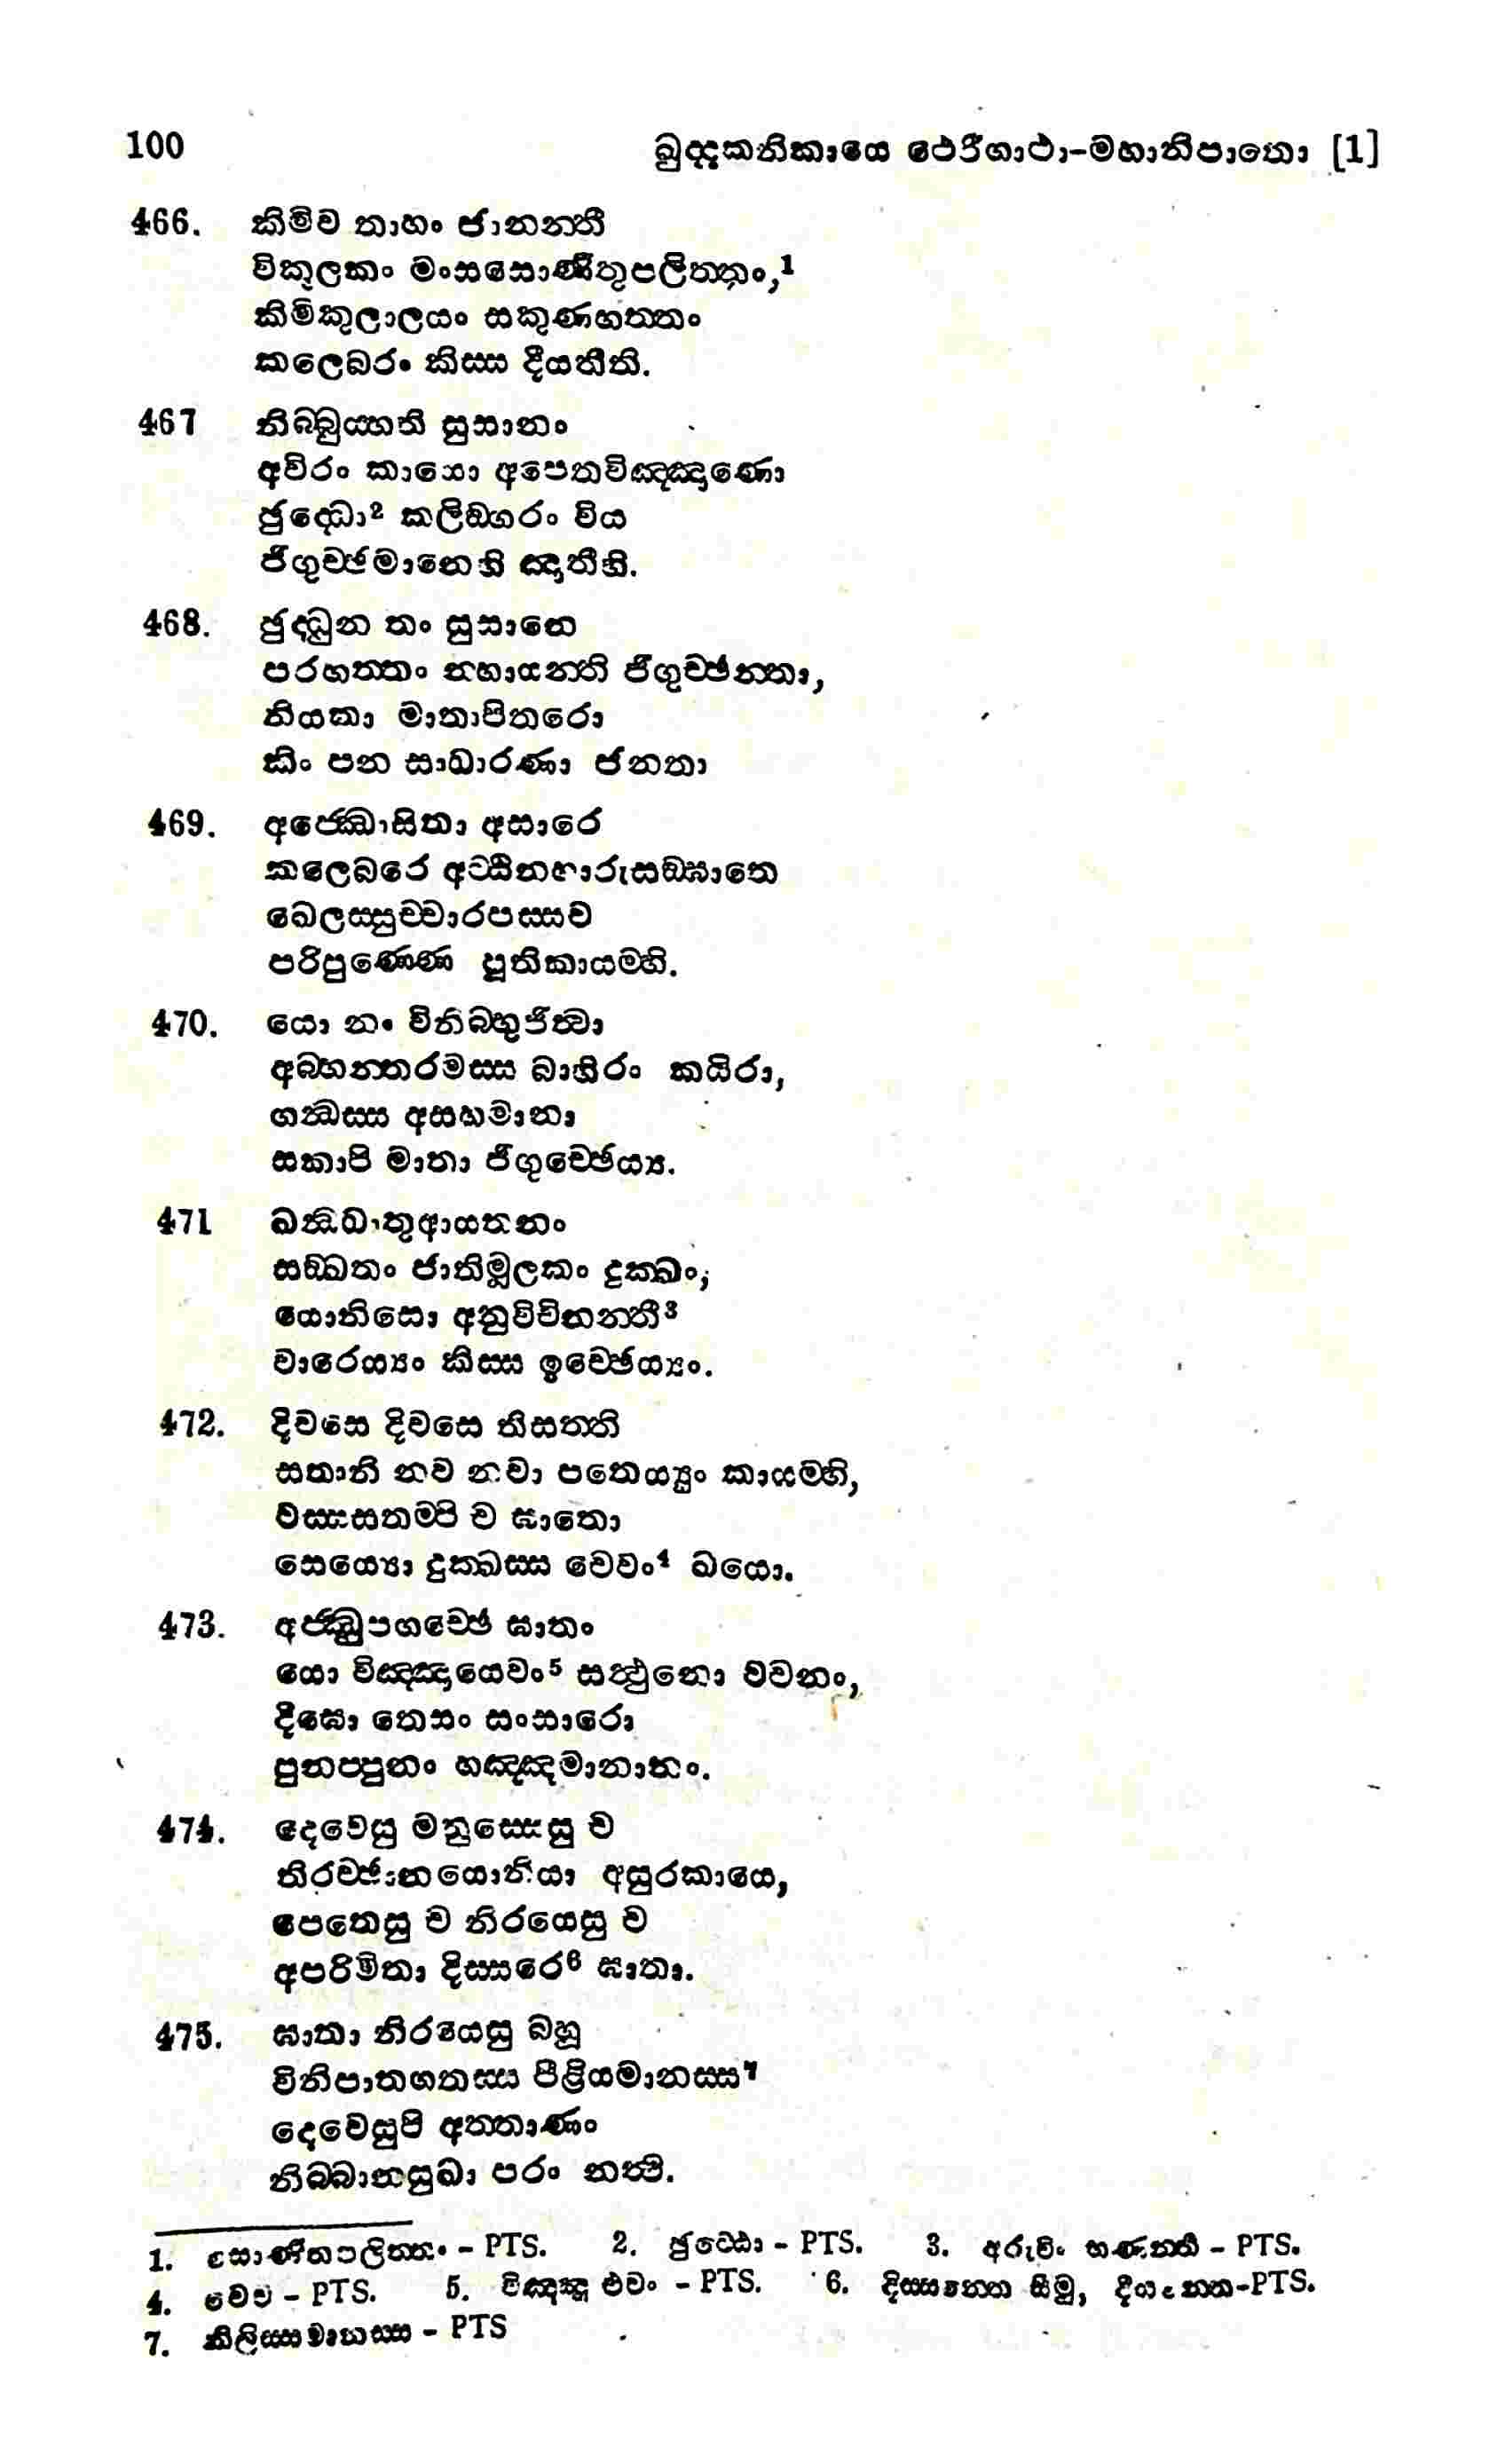 100 ඛුද්දකනිකායෙ ථෙරීගාථා-මහානිපාතො [1]
466. කිමිව තාහං ජානන්තී
විකූලකං මංසසොණිතුපලිත්තං,1
කිමිකුලාලයං සකුණභත්තං
කලෙබරං කිස්ස දීයතීති.
467 නිබ්බුය්හති සුසානං
අචිරං කායො අපෙතවිඤ්ඤාණො
ඡුද්ධො2 කලිඞ්ගරං විය
ජිගුච්ඡමානෙහි ඤාතීහි.
468. ඡුද්ධුන තං සුසානෙ
පරභත්තං න්හායන්ති ජිගුච්ඡන්තා,
නියකා මාතාපිතරො
කිං පන සාධාරණා ජනතා
469. අජ්ඣොසිතා අසාරෙ
කලෙබරෙ අට්ඨිනහාරුසඞ්ඝාතෙ
ඛෙලස්සුච්චාරපස්සව
පරිපුණ්ණෙ පූතිකායම්හි.
470. යො නං විනිබ්භුජිත්වා
අබ්භන්තරමස්ස බාහිරං කයිරා,
ගන්ධස්ස අසහමානා
සකාපි මාතා ජිගුච්ඡෙය්‍ය.
471 ඛන්ධධාතුආයතනං
සඞ්ඛතං ජාතිමූලකං දුක්ඛං,
යොනිසො අනුවිචිනන්තී3
වාරෙය්‍යං කිස්ස ඉච්ඡෙය්‍යං.
472. දිවසෙ දිවසෙ තිසත්ති
සතානි නව නවා පතෙය්‍යුං කායම්හි,
වස්සසතම්පි ච ඝාතො
සෙය්‍යො දුක්ඛස්ස චෙවං4 ඛයො.
473. අජ්ඣුපගච්ඡෙ ඝාතං
යො විඤ්ඤායෙවං5 සත්ථුනො වචනං,
දීඝො තෙසං සංසාරො
පුනප්පුනං හඤ්ඤමානානං.
474. දෙවෙසු මනුස්සෙසු ච
තිරච්ඡානයොනියා අසුරකායෙ,
පෙතෙසු ච නිරයෙසු ච
අපරිමිතා දිස්සරෙ6 ඝාතා.
475. ඝාතා නිරයෙසු බහූ
විනිපාතගතස්ස පීළියමානස්ස7
දෙවෙසුපි අත්තාණං
නිබ්බානසුඛා පරං නත්ථි.
1. සොණිතපලිත්තං - PTS. 2. ඡුට්ඨො - PTS. 3. අරුචිං භණන්තී - PTS.
4. චෙව - PTS. 5. විඤ්ඤූ එවං - PTS. 6. දිස්සන්තෙ සීමු, දීයන්තෙ-PTS.
7. කිලිස්සමානස්ස - PTS